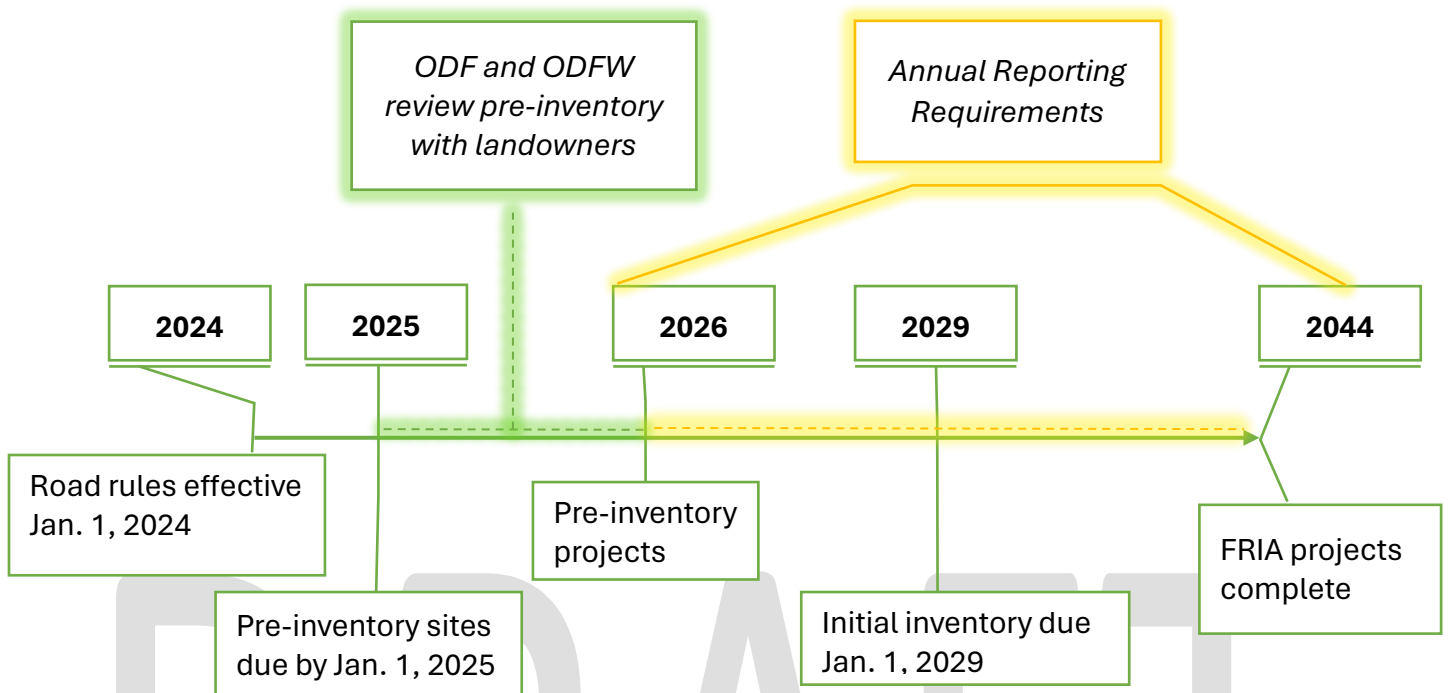 ODF and ODFW
review pre-inventory
with landowners
Annual Reporting
Requirements
2024
2025
2026
2029
2044
Road rules effective
Jan. 1, 2024
Pre-inventory
projects
FRIA projects
complete
Pre-inventory sites
due by Jan. 1, 2025
Initial inventory due
Jan. 1, 2029
DRAFT